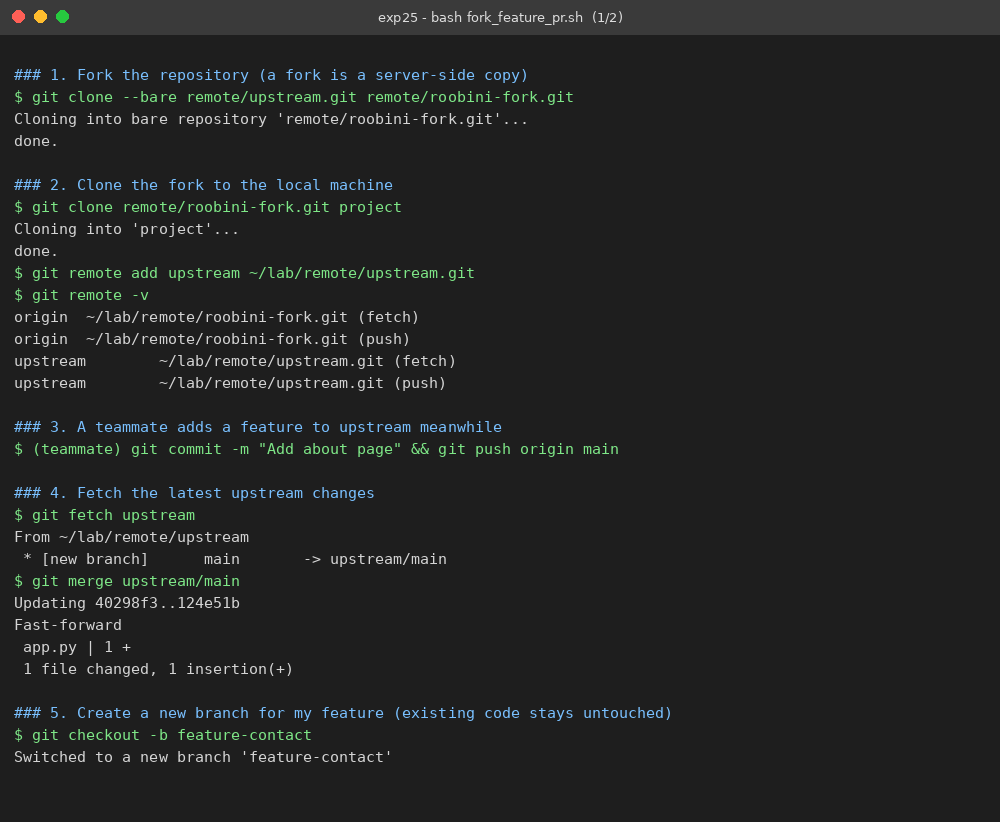 exp25 - bash fork_feature_pr.sh (1/2)
### 1. Fork the repository (a fork is a server-side copy)
$ git clone --bare remote/upstream.git remote/roobini-fork.git
Cloning into bare repository 'remote/roobini-fork.git'...
done.
### 2. Clone the fork to the local machine
$ git clone remote/roobini-fork.git project
Cloning into 'project'...
done.
$ git remote add upstream ~/lab/remote/upstream.git
$ git remote -v
origin  ~/lab/remote/roobini-fork.git (fetch)
origin  ~/lab/remote/roobini-fork.git (push)
upstream        ~/lab/remote/upstream.git (fetch)
upstream        ~/lab/remote/upstream.git (push)
### 3. A teammate adds a feature to upstream meanwhile
$ (teammate) git commit -m "Add about page" && git push origin main
### 4. Fetch the latest upstream changes
$ git fetch upstream
From ~/lab/remote/upstream
 * [new branch]      main       -> upstream/main
$ git merge upstream/main
Updating 40298f3..124e51b
Fast-forward
 app.py | 1 +
 1 file changed, 1 insertion(+)
### 5. Create a new branch for my feature (existing code stays untouched)
$ git checkout -b feature-contact
Switched to a new branch 'feature-contact'